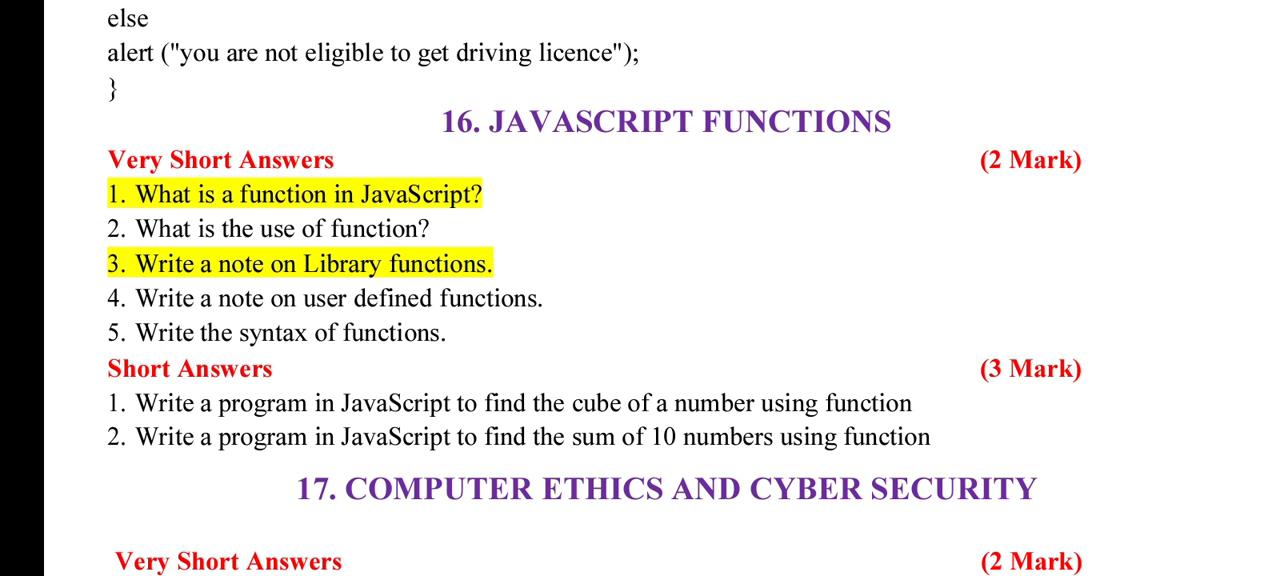 else
alert ("you are not eligible to get driving licence");
}
16. JAVASCRIPT FUNCTIONS
Very Short Answers (2 Mark)
1. What is a function in JavaScript?
2. What is the use of function?
3. Write a note on Library functions.
4. Write a note on user defined functions.
5. Write the syntax of functions.
Short Answers (3 Mark)
1. Write a program in JavaScript to find the cube of a number using function
2. Write a program in JavaScript to find the sum of 10 numbers using function
17. COMPUTER ETHICS AND CYBER SECURITY
Very Short Answers (2 Mark)